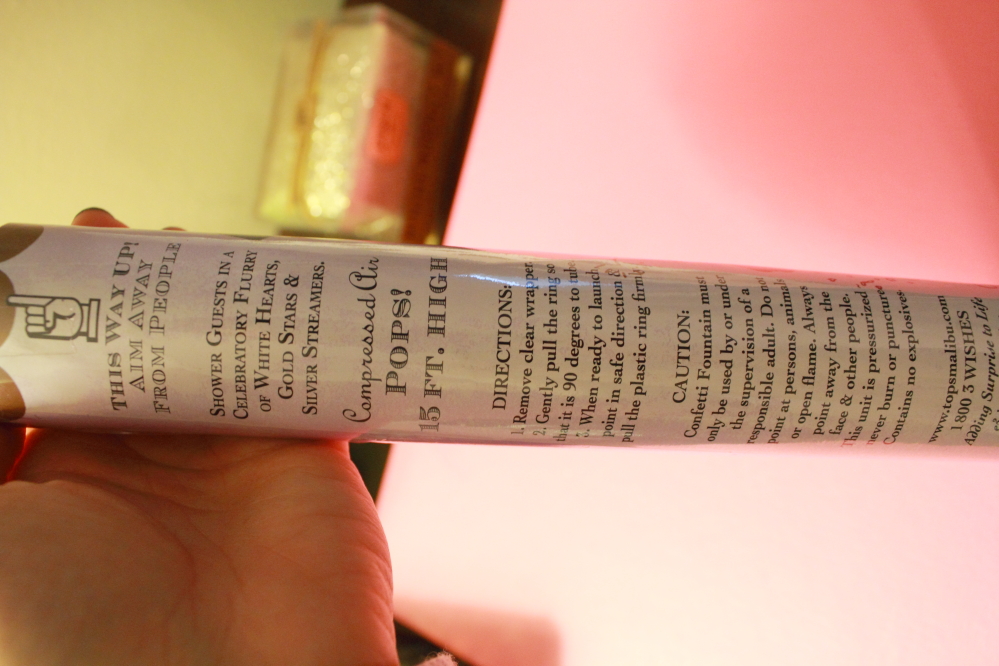 THIS WAY UP!
AIM AWAY
FROM PEOPLE
SHOWER GUESTS IN A
CELEBRATORY FLURRY
OF WHITE HEARTS,
GOLD STARS &
SILVER STREAMERS.
Compressed Air
POPS!
15 FT. HIGH
DIRECTIONS:
1. Remove clear wrapper.
2. Gently pull the ring so
that it is 90 degrees to tube.
When ready to launch,
point in safe direction &
pull the plastic ring firmly
CAUTION:
Confetti Fountain must
only be used by or under
the supervision of a
responsible adult. Do not
point at persons, animals
or open flame. Always
point away from the
face & other people.
This unit is pressurized
never burn or puncture
Contains no explosives.
www.topsmalibu.com
1 800 3 WISHES
Adding Surprise to Life